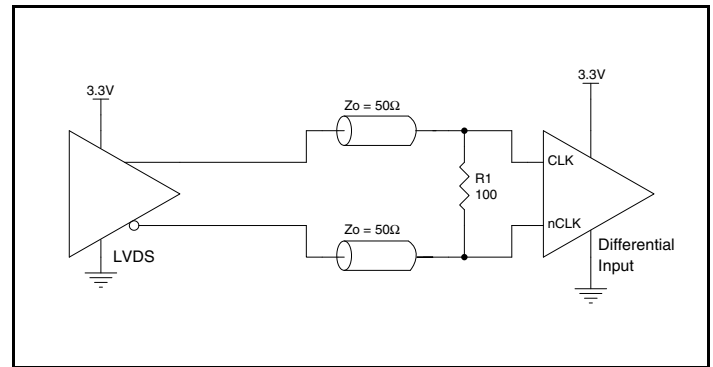 3.3V
Zo = 50Ω
3.3V
CLK
R1
100
Zo = 50Ω
nCLK
LVDS
Differential
Input